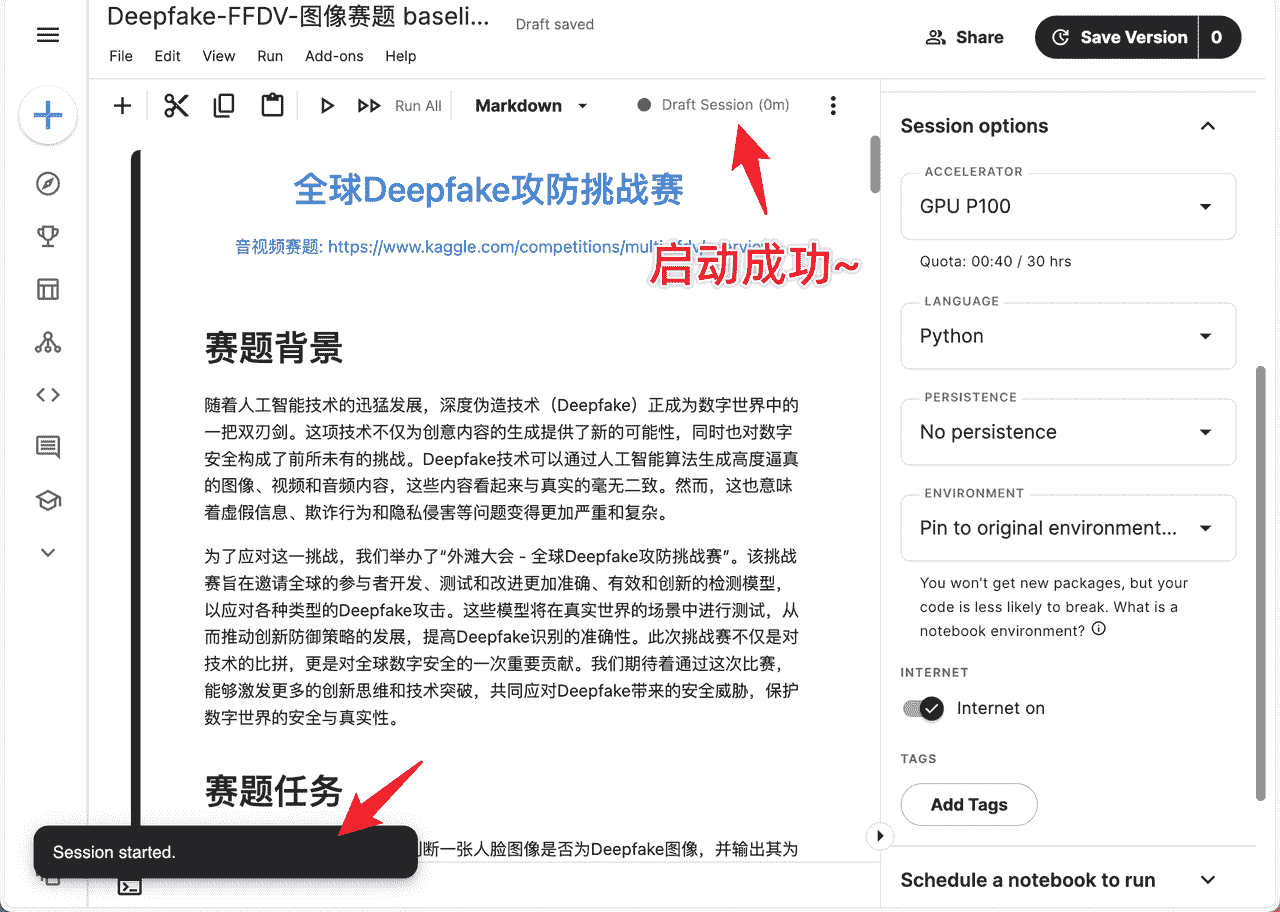 Deepfake-FFDV-图像赛题 baseli...
Draft saved
Share
Save Version
0
File Edit View Run Add-ons Help
Run All
Markdown
Draft Session (0m)
全球Deepfake攻防挑战赛
音视频赛题: https://www.kaggle.com/competitions/multi
启动成功~
赛题背景
随着人工智能技术的迅猛发展，深度伪造技术（Deepfake）正成为数字世界中的
一把双刃剑。这项技术不仅为创意内容的生成提供了新的可能性，同时也对数字
安全构成了前所未有的挑战。Deepfake技术可以通过人工智能算法生成高度逼真
的图像、视频和音频内容，这些内容看起来与真实的毫无二致。然而，这也意味
着虚假信息、欺诈行为和隐私侵害等问题变得更加严重和复杂。
为了应对这一挑战，我们举办了“外滩大会 - 全球Deepfake攻防挑战赛”。该挑战
赛旨在邀请全球的参与者开发、测试和改进更加准确、有效和创新的检测模型，
以应对各种类型的Deepfake攻击。这些模型将在真实世界的场景中进行测试，从
而推动创新防御策略的发展，提高Deepfake识别的准确性。此次挑战赛不仅是对
技术的比拼，更是对全球数字安全的一次重要贡献。我们期待着通过这次比赛，
能够激发更多的创新思维和技术突破，共同应对Deepfake带来的安全威胁，保护
数字世界的安全与真实性。
赛题任务
断一张人脸图像是否为Deepfake图像，并输出其为
Session started.
Session options
ACCELERATOR
GPU P100
Quota: 00:40 / 30 hrs
LANGUAGE
Python
PERSISTENCE
No persistence
ENVIRONMENT
Pin to original environment...
You won't get new packages, but your
code is less likely to break. What is a
notebook environment?
INTERNET
Internet on
TAGS
Add Tags
Schedule a notebook to run